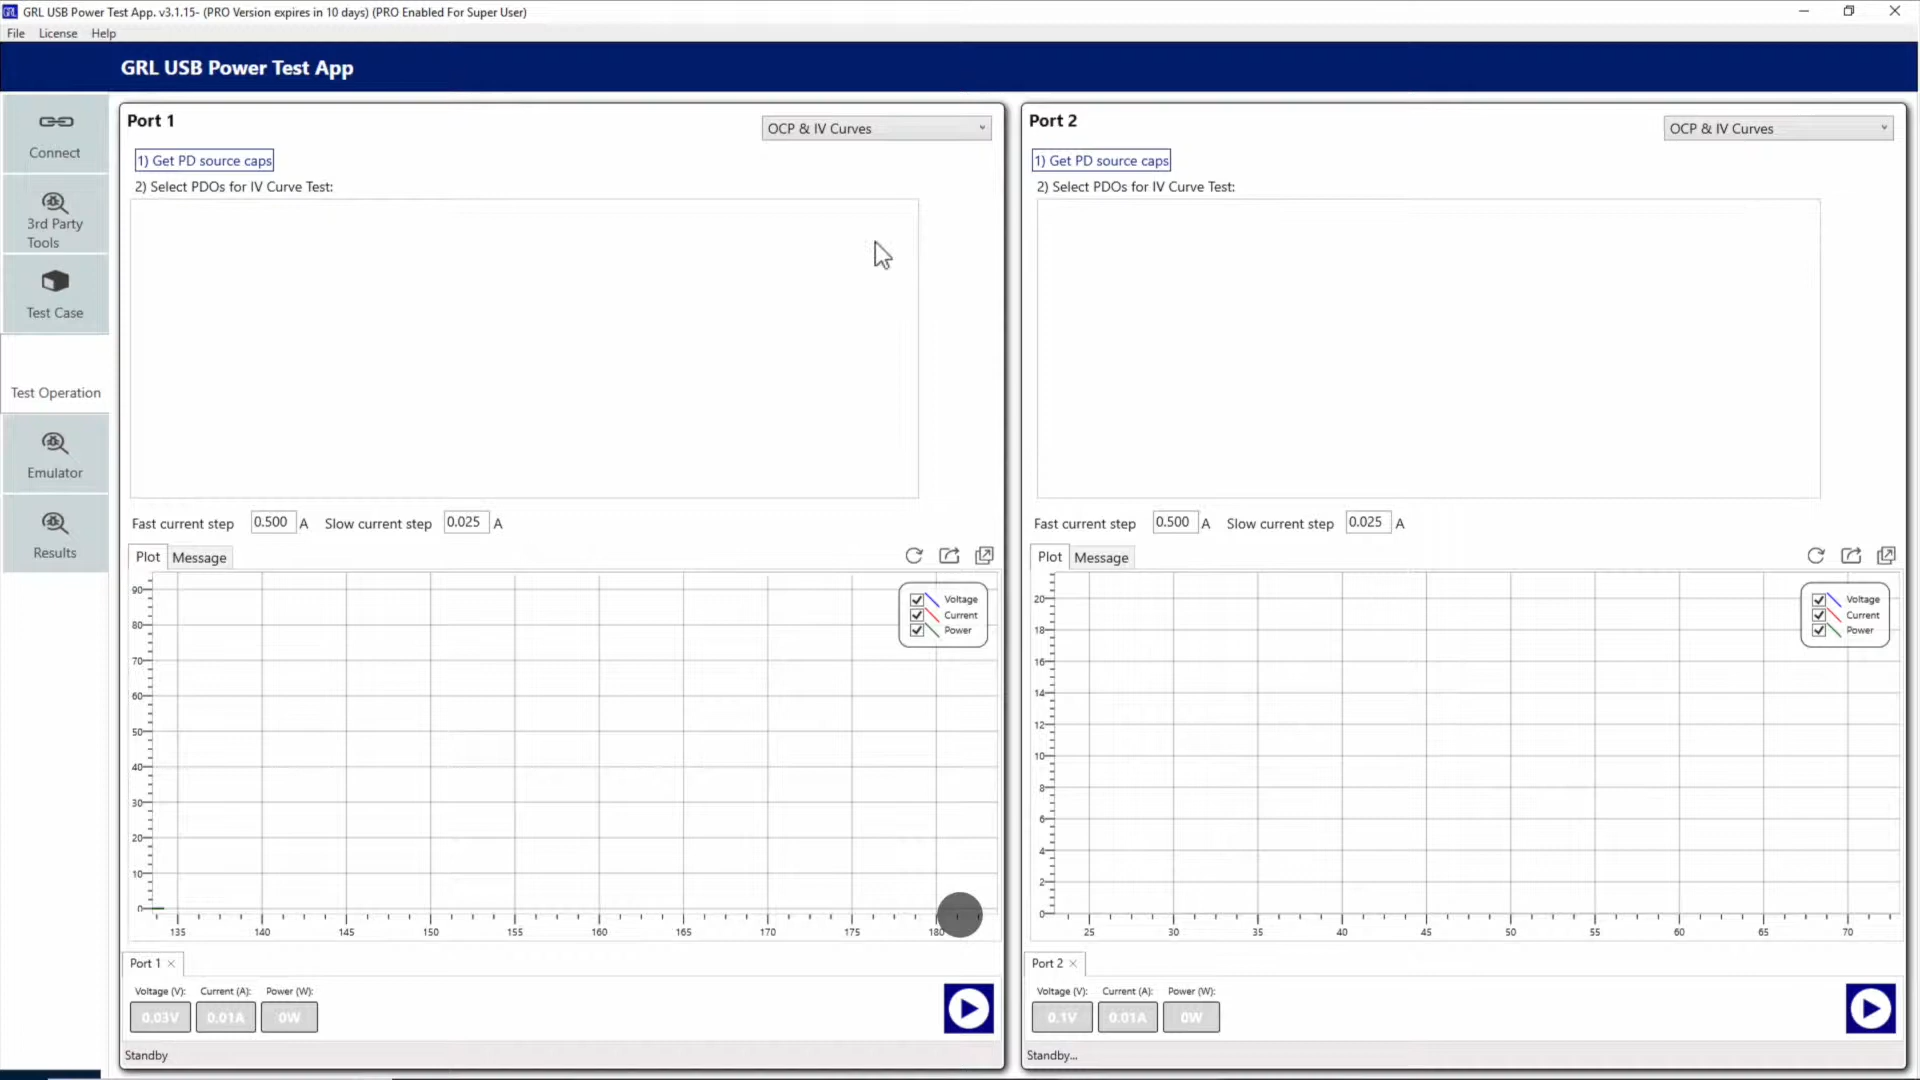 GRL USB Power Test App. v3.1.15- (PRO Version expires in 10 days) (PRO Enabled For Super User)
File License Help
GRL USB Power Test App
Connect
3rd Party
Tools
Test Case
Test Operation
Emulator
Results
Port 1
OCP & IV Curves
1) Get PD source caps
2) Select PDOs for IV Curve Test:
Fast current step 0.500 A Slow current step 0.025 A
Plot Message
Voltage
Current
Power
90
80
70
60
50
40
30
20
10
0
135 140 145 150 155 160 165 170 175 180
Port 1
Voltage (V): Current (A): Power (W):
0.03V 0.01A 0W
Standby
Port 2
OCP & IV Curves
1) Get PD source caps
2) Select PDOs for IV Curve Test:
Fast current step 0.500 A Slow current step 0.025 A
Plot Message
Voltage
Current
Power
20
18
16
14
12
10
8
6
4
2
0
25 30 35 40 45 50 55 60 65 70
Port 2
Voltage (V): Current (A): Power (W):
0.1V 0.01A 0W
Standby...